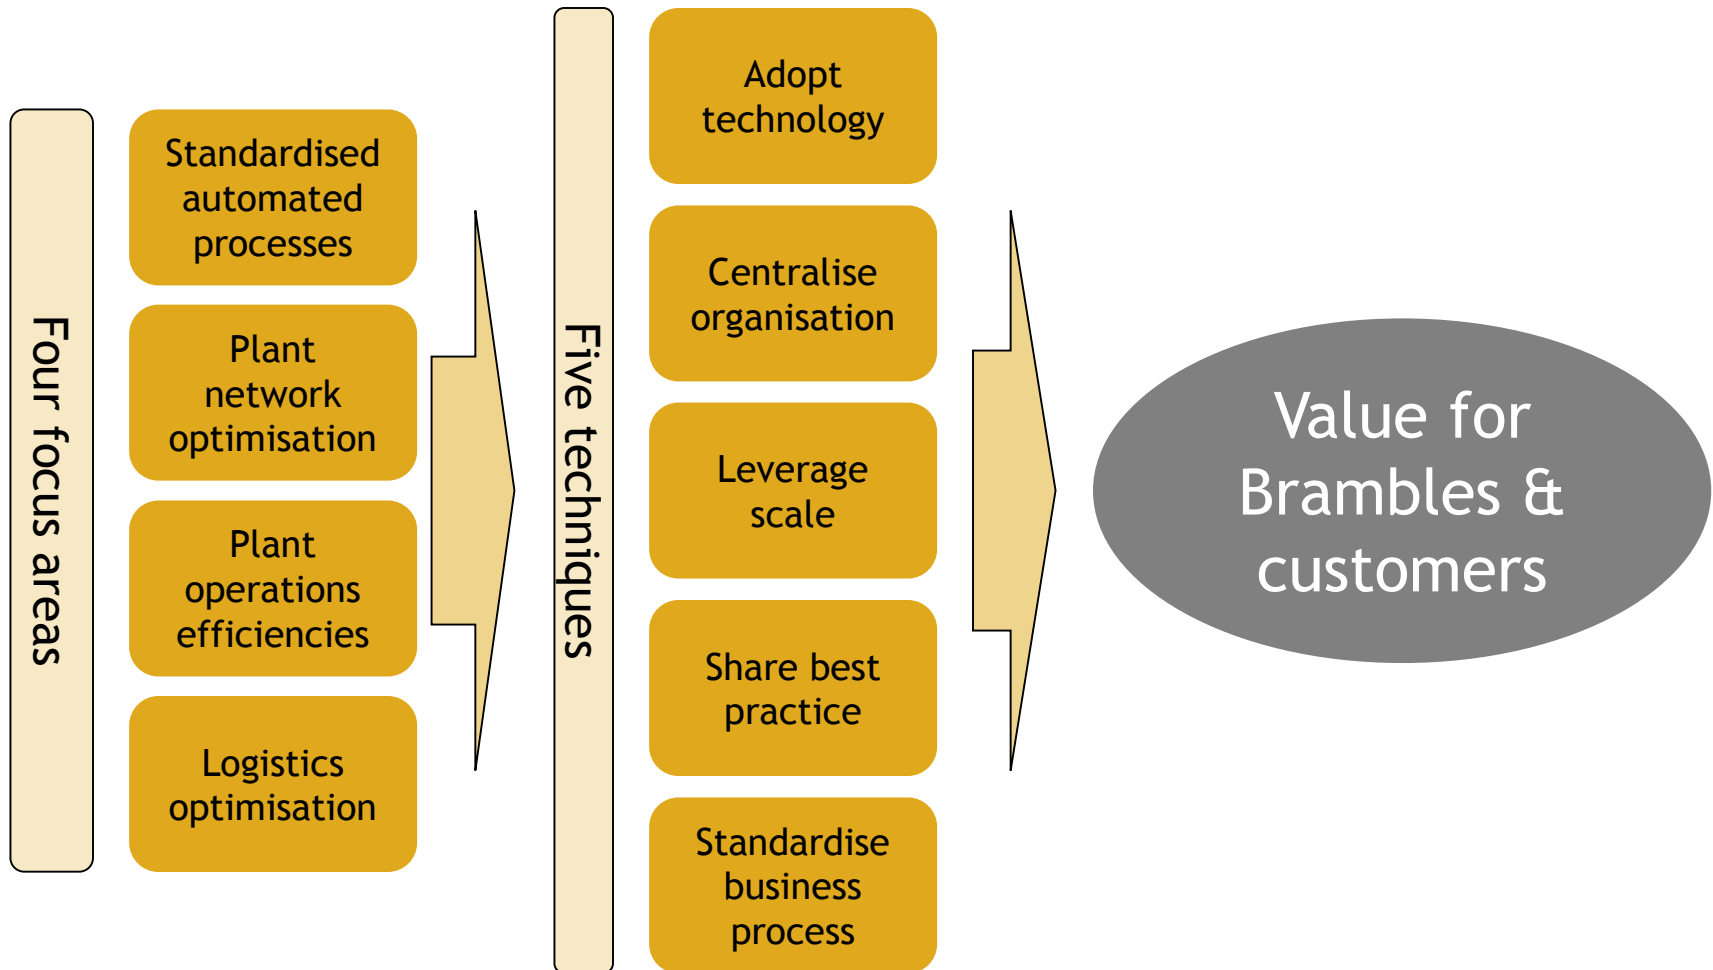 Four focus areas
Standardised
automated
processes
Plant
network
optimisation
Plant
operations
efficiencies
Logistics
optimisation
Five techniques
Adopt
technology
Centralise
organisation
Leverage
scale
Share best
practice
Standardise
business
process
Value for
Brambles &
customers